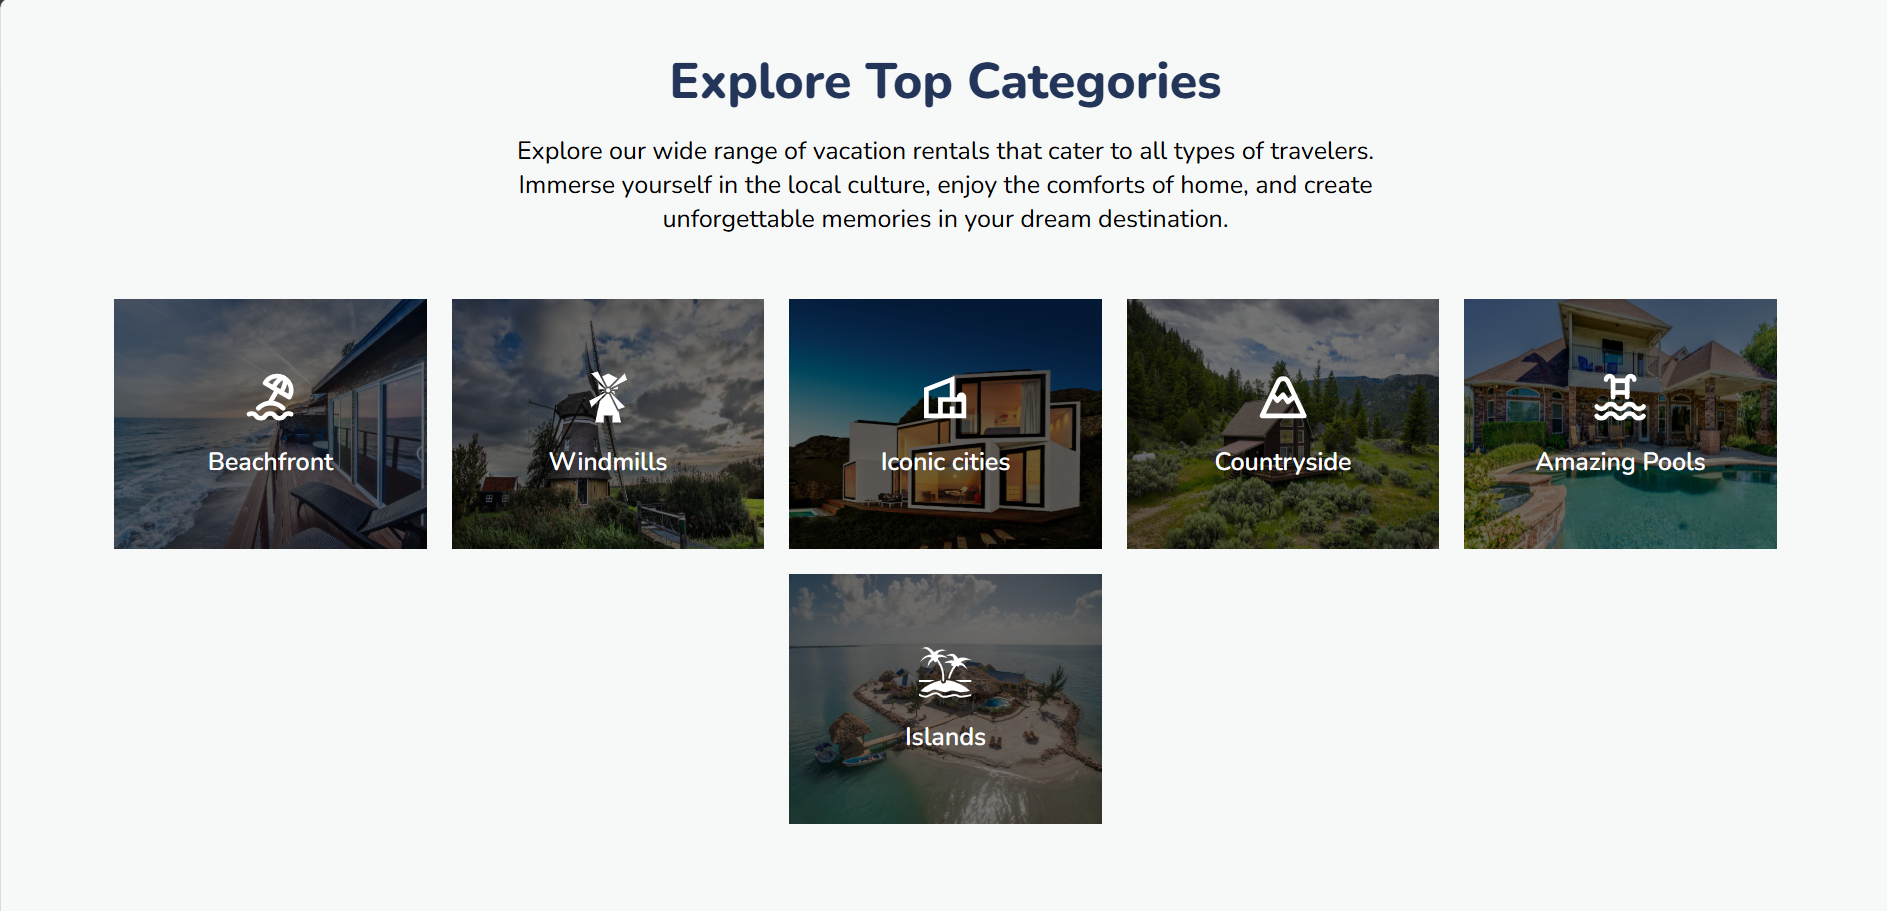 Explore Top Categories
Explore our wide range of vacation rentals that cater to all types of travelers.
Immerse yourself in the local culture, enjoy the comforts of home, and create
unforgettable memories in your dream destination.
Beachfront
Windmills
Iconic cities
Countryside
Amazing Pools
Islands